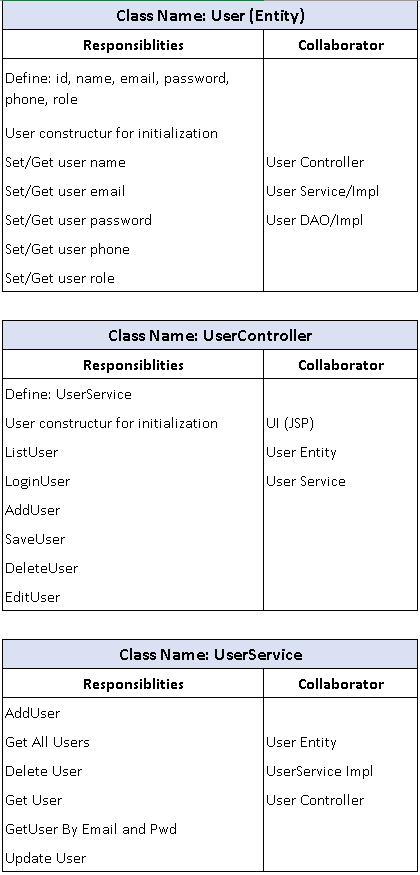 Class Name: User (Entity)
Responsiblities Collaborator
Define: id, name, email, password,
phone, role
User constructur for initialization
Set/Get user name User Controller
Set/Get user email User Service/Impl
Set/Get user password User DAO/Impl
Set/Get user phone
Set/Get user role
Class Name: UserController
Responsiblities Collaborator
Define: UserService
User constructur for initialization UI (JSP)
ListUser User Entity
LoginUser User Service
AddUser
SaveUser
DeleteUser
EditUser
Class Name: UserService
Responsiblities Collaborator
AddUser
Get All Users User Entity
Delete User UserService Impl
Get User User Controller
GetUser By Email and Pwd
Update User